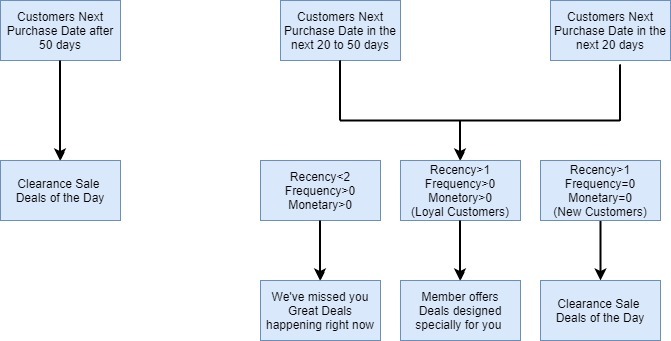 Customers Next
Purchase Date after
50 days
Customers Next
Purchase Date in the
next 20 to 50 days
Customers Next
Purchase Date in the
next 20 days
Clearance Sale
Deals of the Day
Recency<2
Frequency>0
Monetary>0
Recency>1
Frequency>0
Monetory>0
(Loyal Customers)
Recency>1
Frequency=0
Monetary=0
(New Customers)
We've missed you
Great Deals
happening right now
Member offers
Deals designed
specially for you
Clearance Sale
Deals of the Day